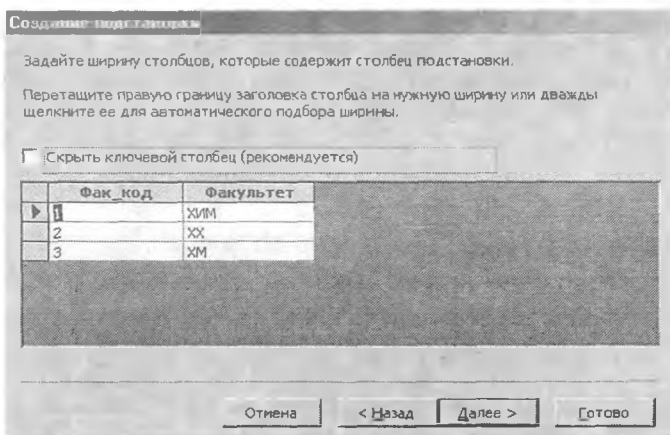 Создание подстановки
Задайте ширину столбцов, которые содержит столбец подстановки.
Перетащите правую границу заголовка столбца на нужную ширину или дважды
щелкните ее для автоматического подбора ширины.
Скрыть ключевой столбец (рекомендуется)
Фак_код Факультет
1 ХИМ
2 ХХ
3 ХМ
Отмена < Назад Далее > Готово